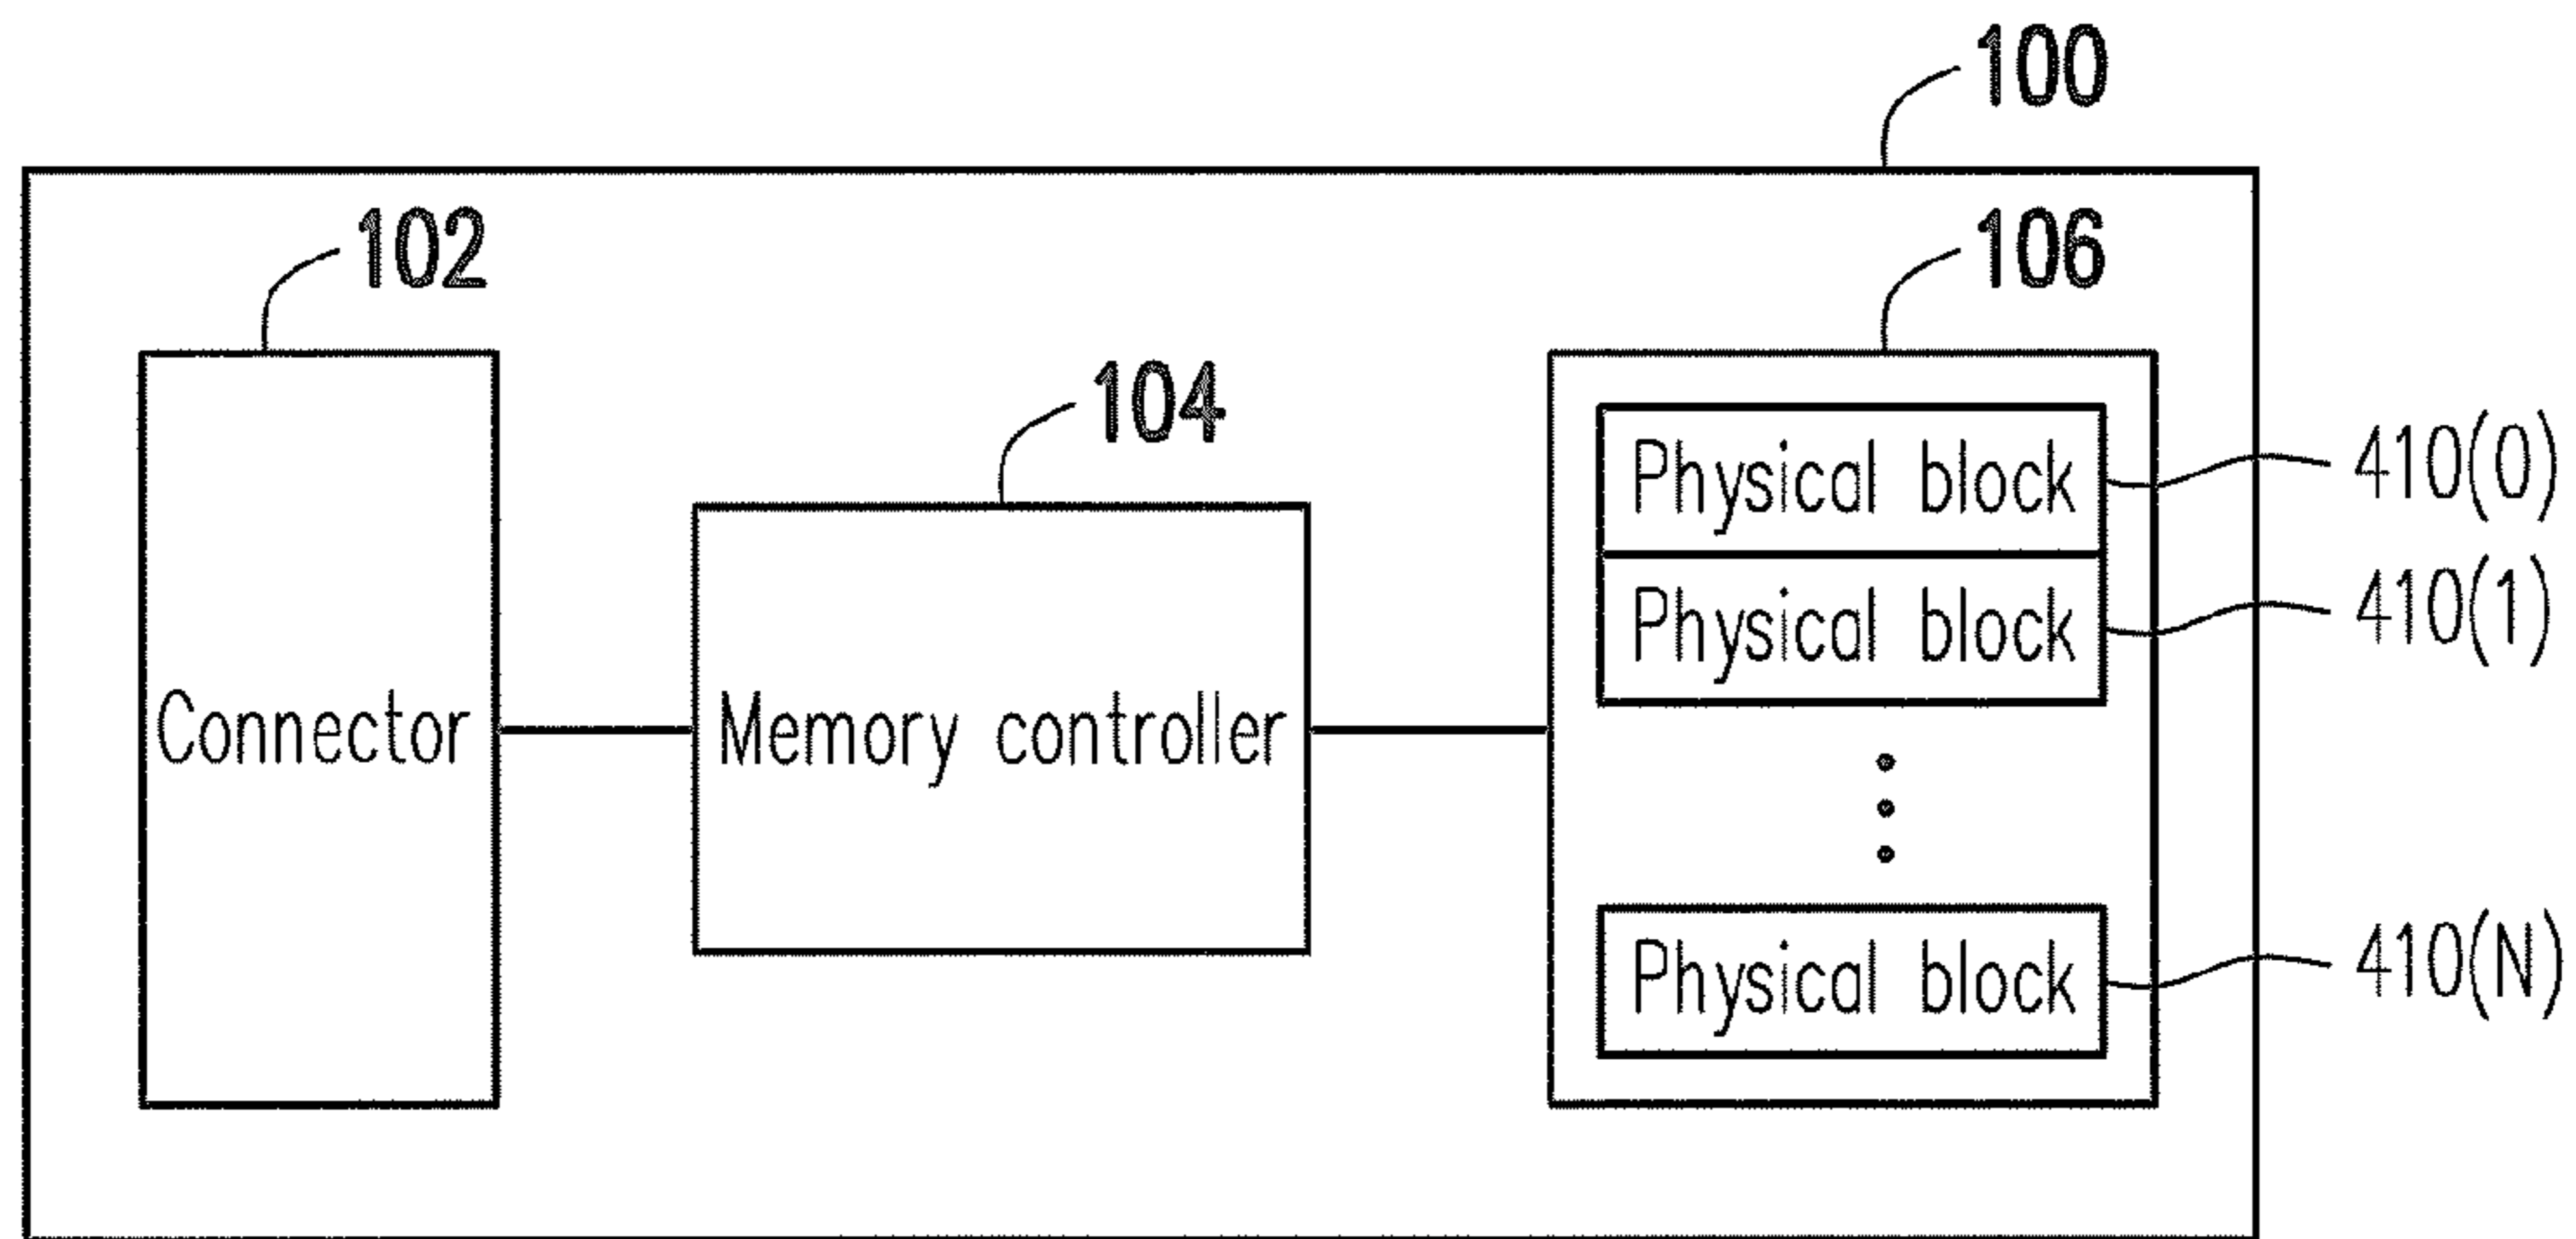 100
102
106
104
Physical block
410(0)
Physical block
410(1)
Connector
Memory controller
Physical block
410(N)